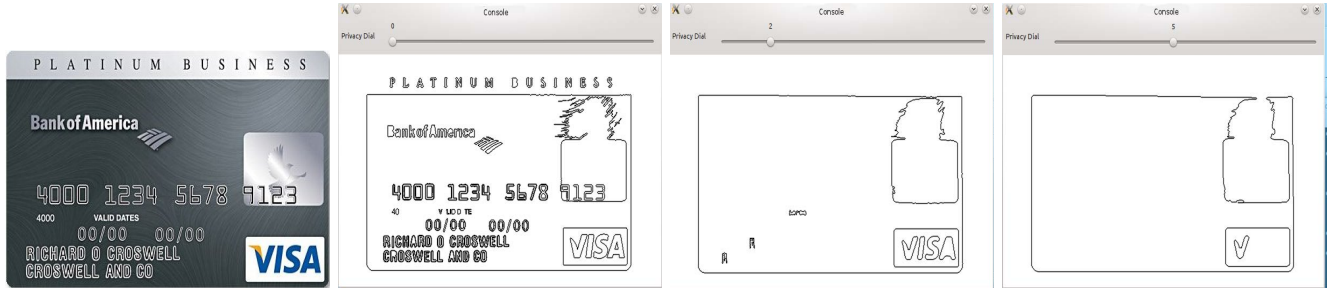 PLATINUM BUSINESS
Bank of America
4000 1234 5678 9123
4000 VALID DATES
00/00 00/00
RICHARD O CROSWELL
CROSWELL AND CO
VISA
Console
0
Privacy Dial
PLATINUM BUSINESS
Bank of America
4000 1234 5678 9123
40
00/00 00/00
RICHARD O CROSWELL
CROSWELL AND CO
VISA
Console
2
Privacy Dial
VISA
Console
5
Privacy Dial
V